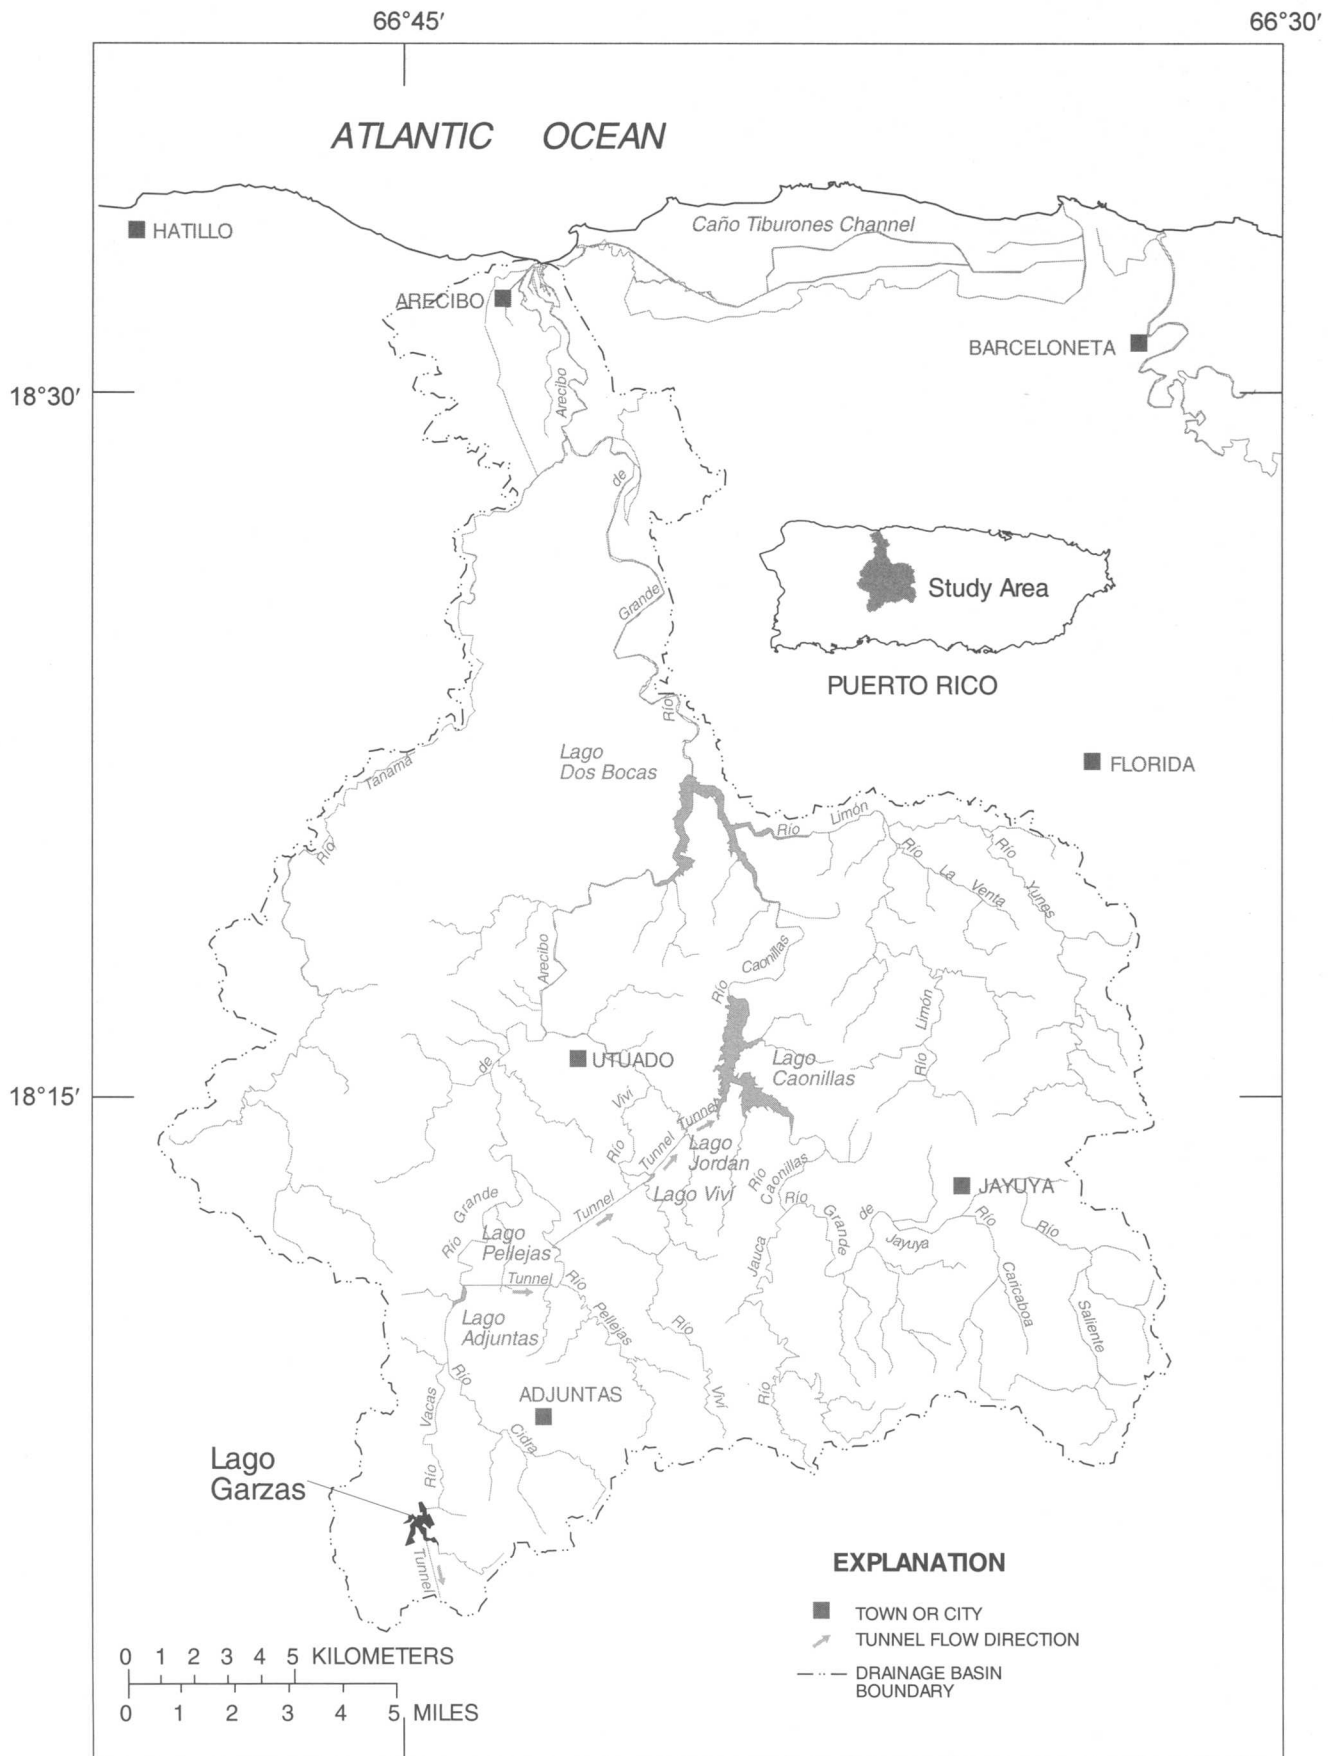 66°45′
66°30′
ATLANTIC OCEAN
HATILLO
Caño Tiburones Channel
ARECIBO
BARCELONETA
18°30′
Arecibo
de
Grande
Río
Study Area
PUERTO RICO
Lago
Dos Bocas
FLORIDA
Tanamá
Río
Río Limón
Río
La Venta
Río
Yunes
Arecibo
Caonillas
Río
Limón
Río
UTUADO
Lago
Caonillas
de
18°15′
Viví
Río
Tunnel
Tunnel
Lago
Jordan
Río
Caonillas
Lago Viví
Tunnel
JAYUYA
Grande
Río
Lago
Pellejas
Río
Grande
de
Jayuya
Río
Río
Jauca
Caricaboa
Saliente
Tunnel
Río
Pellejas
Lago
Adjuntas
Río
Viví
Río
Río
Vacas
ADJUNTAS
Cidra
Río
Lago
Garzas
Tunnel
EXPLANATION
TOWN OR CITY
TUNNEL FLOW DIRECTION
DRAINAGE BASIN
BOUNDARY
0 1 2 3 4 5 KILOMETERS
0 1 2 3 4 5 MILES